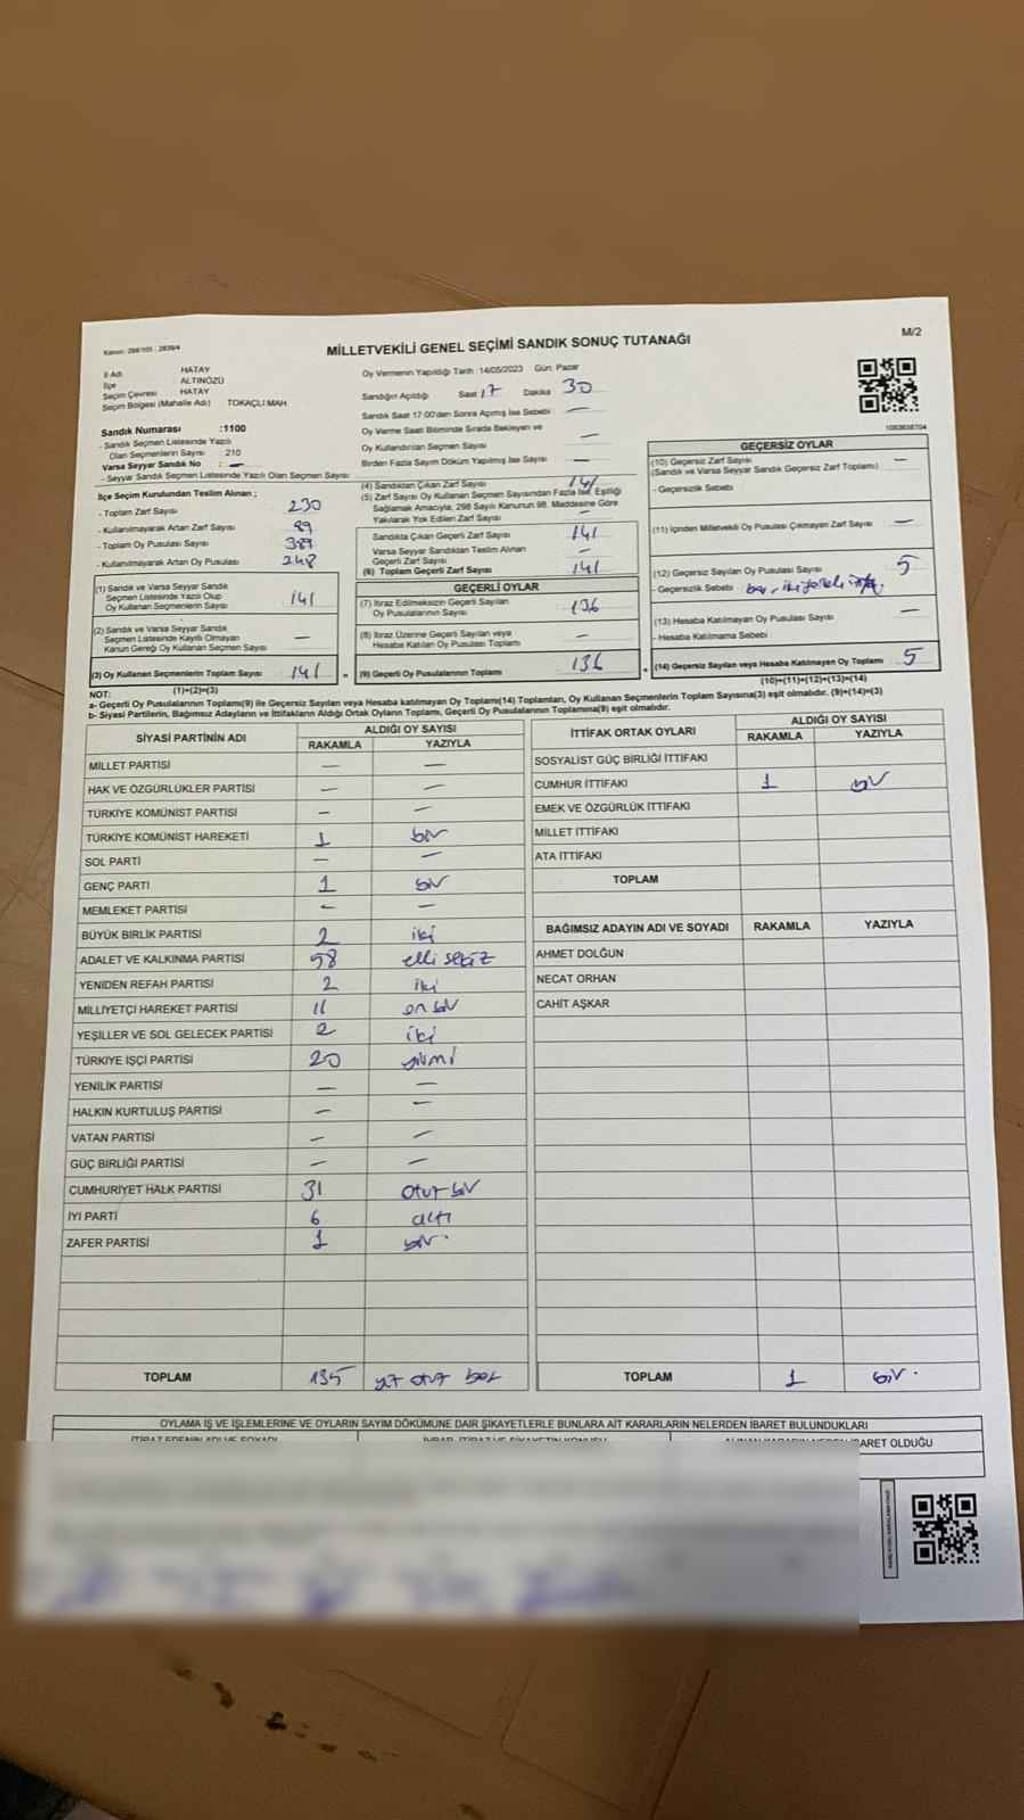 MİLLETVEKİLİ GENEL SEÇİMİ SANDIK SONUÇ TUTANAĞI
M/2
İl Adı : HATAY
İlçe : ALTINÖZÜ
Seçim Çevresi : HATAY
Seçim Bölgesi (Mahalle Adı) : TOKAÇLI MAH
Sandık Numarası :1100
- Sandık Seçmen Listesinde Yazılı
Olan Seçmenlerin Sayısı : 210
Varsa Seyyar Sandık No : —
- Seyyar Sandık Seçmen Listesinde Yazılı Olan Seçmen Sayısı
İlçe Seçim Kurulundan Teslim Alınan ;
- Toplam Zarf Sayısı 230
- Kullanılmayarak Artan Zarf Sayısı 89
- Toplam Oy Pusulası Sayısı 389
- Kullanılmayarak Artan Oy Pusulası 248
(1) Sandık ve Varsa Seyyar Sandık
Seçmen Listesinde Yazılı Olup
Oy Kullanan Seçmenlerin Sayısı 141
(2) Sandık ve Varsa Seyyar Sandık
Seçmen Listesinde Kayıtlı Olmayan
Kanun Gereği Oy Kullanan Seçmen Sayısı —
(3) Oy Kullanan Seçmenlerin Toplam Sayısı 141
(1)+(2)=(3)
Oy Vermenin Yapıldığı Tarih : 14/05/2023 Gün: Pazar
Sandığın Açıldığı Saat 17 Dakika 30
Sandık Saat 17:00'den Sonra Açılmış İse Sebebi —
Oy Verme Saati Bitiminde Sırada Bekleyen ve
Oy Kullandırılan Seçmen Sayısı —
Birden Fazla Sayım Döküm Yapılmış İse Sayısı —
(4) Sandıktan Çıkan Zarf Sayısı 141
(5) Zarf Sayısı Oy Kullanan Seçmen Sayısından Fazla İse, Eşitliği
Sağlamak Amacıyla, 298 Sayılı Kanunun 98. Maddesine Göre
Yakılarak Yok Edilen Zarf Sayısı —
Sandıkta Çıkan Geçerli Zarf Sayısı 141
Varsa Seyyar Sandıktan Teslim Alınan
Geçerli Zarf Sayısı —
(6) Toplam Geçerli Zarf Sayısı 141
GEÇERLİ OYLAR
(7) İtiraz Edilmeksizin Geçerli Sayılan
Oy Pusulalarının Sayısı 136
(8) İtiraz Üzerine Geçerli Sayılan veya
Hesaba Katılan Oy Pusulası Toplamı —
(9) Geçerli Oy Pusulalarının Toplamı 136
GEÇERSİZ OYLAR
(10) Geçersiz Zarf Sayısı —
(Sandık ve Varsa Seyyar Sandık Geçersiz Zarf Toplamı)
- Geçersizlik Sebebi
(11) İçinden Milletvekili Oy Pusulası Çıkmayan Zarf Sayısı —
(12) Geçersiz Sayılan Oy Pusulası Sayısı 5
- Geçersizlik Sebebi
(13) Hesaba Katılmayan Oy Pusulası Sayısı —
- Hesaba Katılmama Sebebi
(14) Geçersiz Sayılan veya Hesaba Katılmayan Oy Toplamı 5
(10)+(11)+(12)+(13)=(14)
NOT:
a- Geçerli Oy Pusulalarının Toplamı(9) ile Geçersiz Sayılan veya Hesaba katılmayan Oy Toplamı(14) Toplamları, Oy Kullanan Seçmenlerin Toplam Sayısına(3) eşit olmalıdır. (9)+(14)=(3)
b- Siyasi Partilerin, Bağımsız Adayların ve İttifakların Aldığı Ortak Oyların Toplamı, Geçerli Oy Pusulalarının Toplamına(9) eşit olmalıdır.
SİYASİ PARTİNİN ADI ALDIĞI OY SAYISI
RAKAMLA YAZIYLA
MİLLET PARTİSİ — —
HAK VE ÖZGÜRLÜKLER PARTİSİ — —
TÜRKİYE KOMÜNİST PARTİSİ — —
TÜRKİYE KOMÜNİST HAREKETİ 1 bir
SOL PARTİ — —
GENÇ PARTİ 1 bir
MEMLEKET PARTİSİ — —
BÜYÜK BİRLİK PARTİSİ 2 iki
ADALET VE KALKINMA PARTİSİ 58 elli sekiz
YENİDEN REFAH PARTİSİ 2 iki
MİLLİYETÇİ HAREKET PARTİSİ 11 on bir
YEŞİLLER VE SOL GELECEK PARTİSİ 2 iki
TÜRKİYE İŞÇİ PARTİSİ 20 yirmi
YENİLİK PARTİSİ — —
HALKIN KURTULUŞ PARTİSİ — —
VATAN PARTİSİ — —
GÜÇ BİRLİĞİ PARTİSİ — —
CUMHURİYET HALK PARTİSİ 31 otuz bir
İYİ PARTİ 6 altı
ZAFER PARTİSİ 1 bir.
TOPLAM 135 yüz otuz beş
İTTİFAK ORTAK OYLARI ALDIĞI OY SAYISI
RAKAMLA YAZIYLA
SOSYALİST GÜÇ BİRLİĞİ İTTİFAKI
CUMHUR İTTİFAKI 1 bir
EMEK VE ÖZGÜRLÜK İTTİFAKI
MİLLET İTTİFAKI
ATA İTTİFAKI
TOPLAM
BAĞIMSIZ ADAYIN ADI VE SOYADI RAKAMLA YAZIYLA
AHMET DOLĞUN
NECAT ORHAN
CAHİT AŞKAR
TOPLAM 1 bir.
OYLAMA İŞ VE İŞLEMLERİNE VE OYLARIN SAYIM DÖKÜMÜNE DAİR ŞİKAYETLERLE BUNLARA AİT KARARLARIN NELERDEN İBARET BULUNDUKLARI